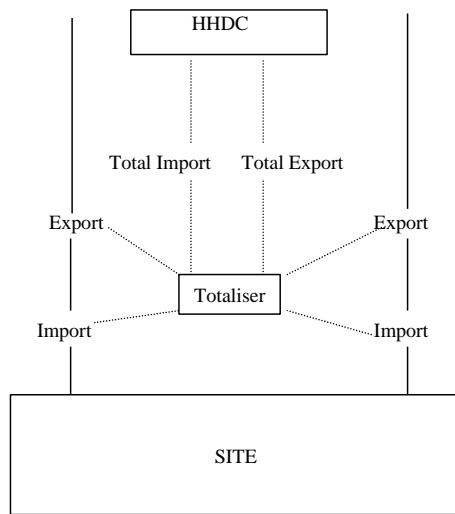 HHDC
Total Import Total Export
Export Export
Totaliser
Import Import
SITE